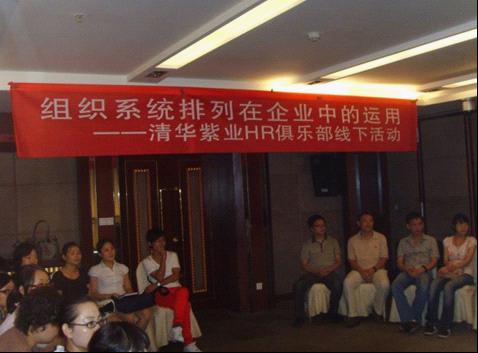 组织系统排列在企业中的运用
——清华紫业HR俱乐部线下活动